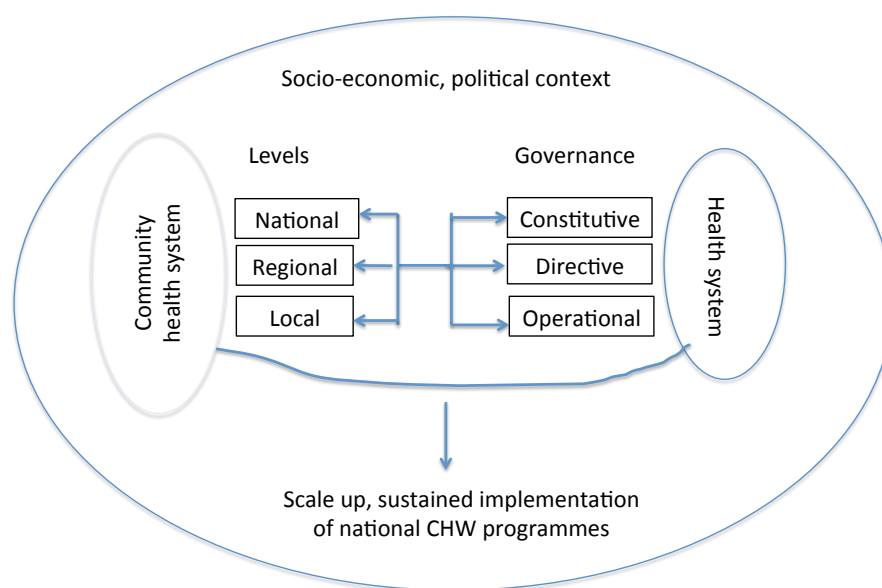 Socio-economic, political context
Levels
Governance
Community
health system
National
Regional
Local
Constitutive
Directive
Operational
Health system
Scale up, sustained implementation
of national CHW programmes